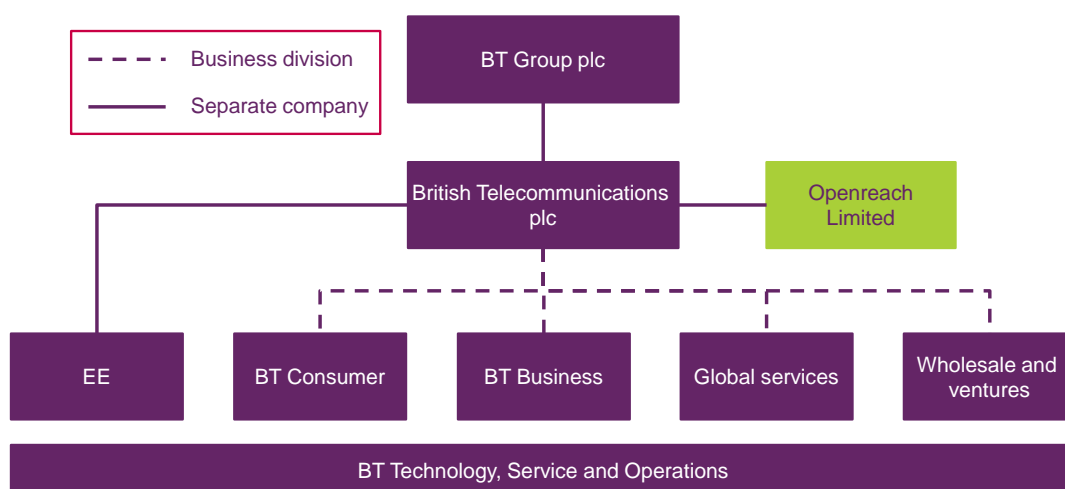 Business division
Separate company
BT Group plc
British Telecommunications
plc
Openreach
Limited
EE
BT Consumer
BT Business
Global services
Wholesale and
ventures
BT Technology, Service and Operations